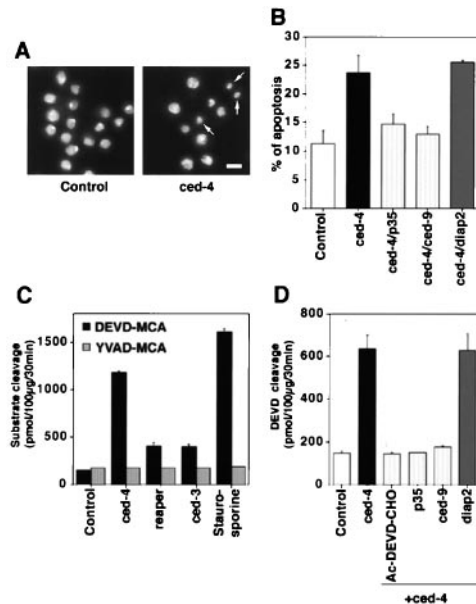 A
Control
ced-4
B
% of apoptosis
30
25
20
15
10
5
0
Control
ced-4
ced-4/p35
ced-4/ced-9
ced-4/diap2
C
Substrate cleavage
(pmol/100µg/30min)
DEVD-MCA
YVAD-MCA
1500
1000
500
0
Control
ced-4
reaper
ced-3
Stauro-
sporine
D
DEVD cleavage
(pmol/100µg/30min)
800
600
400
200
0
Control
ced-4
Ac-DEVD-CHO
p35
ced-9
diap2
+ced-4